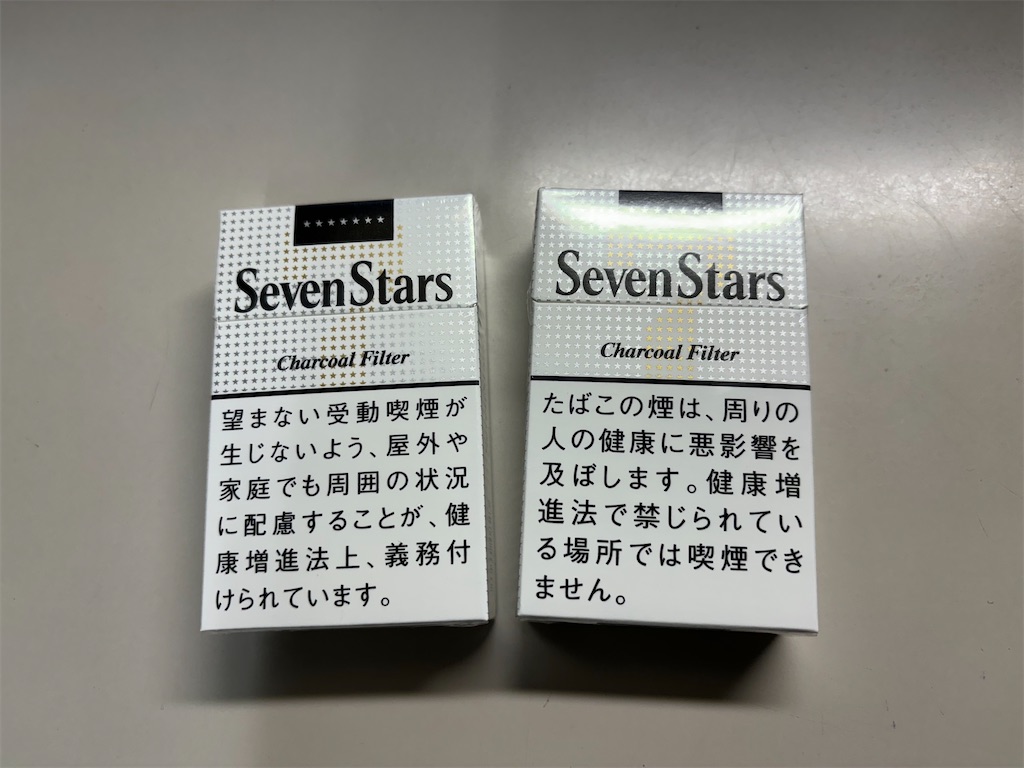 Seven Stars
Charcoal Filter
望まない受動喫煙が
生じないよう、屋外や
家庭でも周囲の状況
に配慮することが、健
康増進法上、義務付
けられています。
Seven Stars
Charcoal Filter
たばこの煙は、周りの
人の健康に悪影響を
及ぼします。健康増
進法で禁じられてい
る場所では喫煙でき
ません。